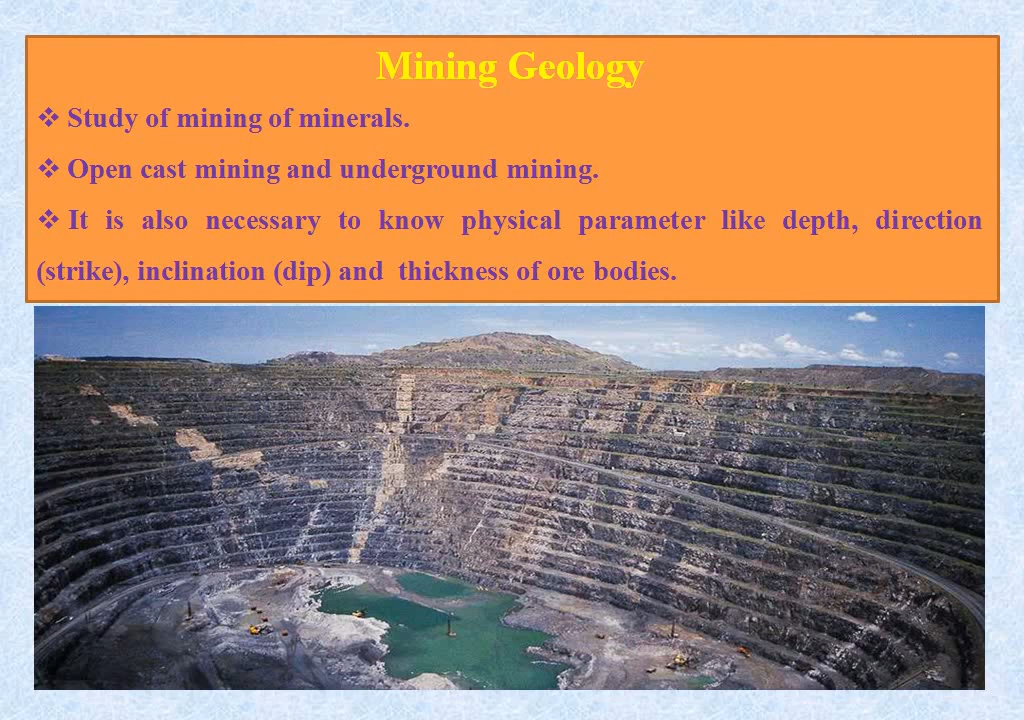 Mining Geology
❖ Study of mining of minerals.
❖ Open cast mining and underground mining.
❖ It is also necessary to know physical parameter like depth, direction
(strike), inclination (dip) and thickness of ore bodies.